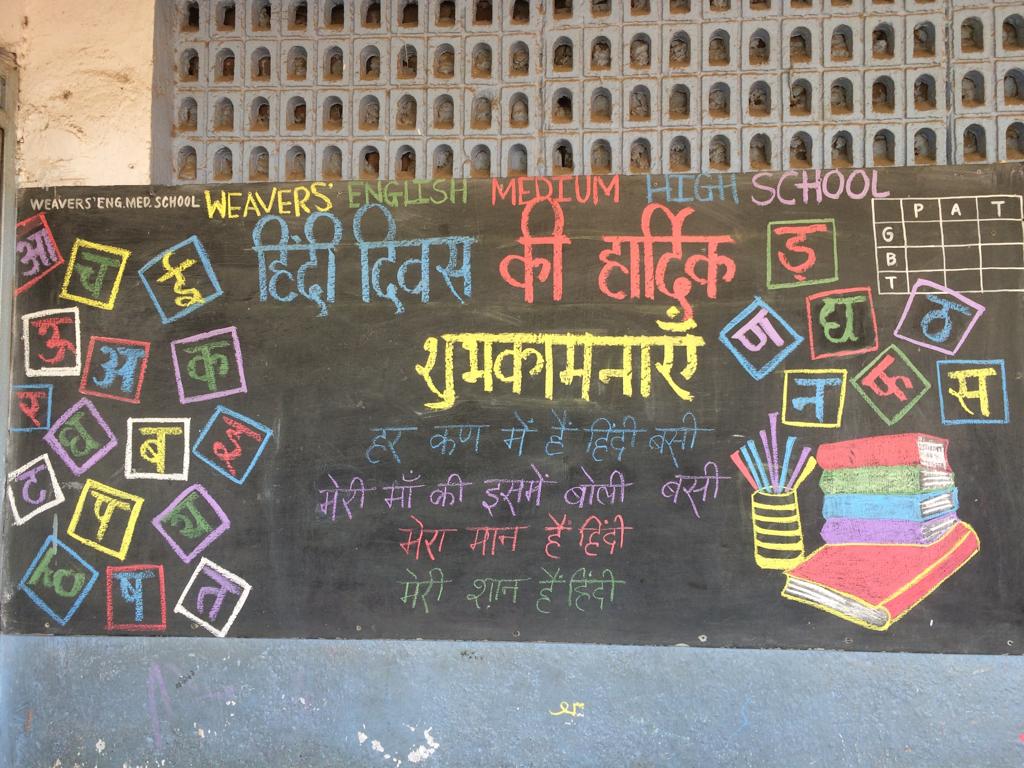 WEAVERS' ENG. MED. SCHOOL
WEAVERS' ENGLISH MEDIUM HIGH SCHOOL
हिंदी दिवस की हार्दिक
शुभकामनाएँ
हर कण में है हिंदी बसी
मेरी माँ की इसमें बोली बसी
मेरा मान हैं हिंदी
मेरी शान हैं हिंदी
P A T
G
B
T
आ च ई
ऊ अ क
र ध ब इ
ट प ग
ष त
ड़
ण द्य ठ
न फ स